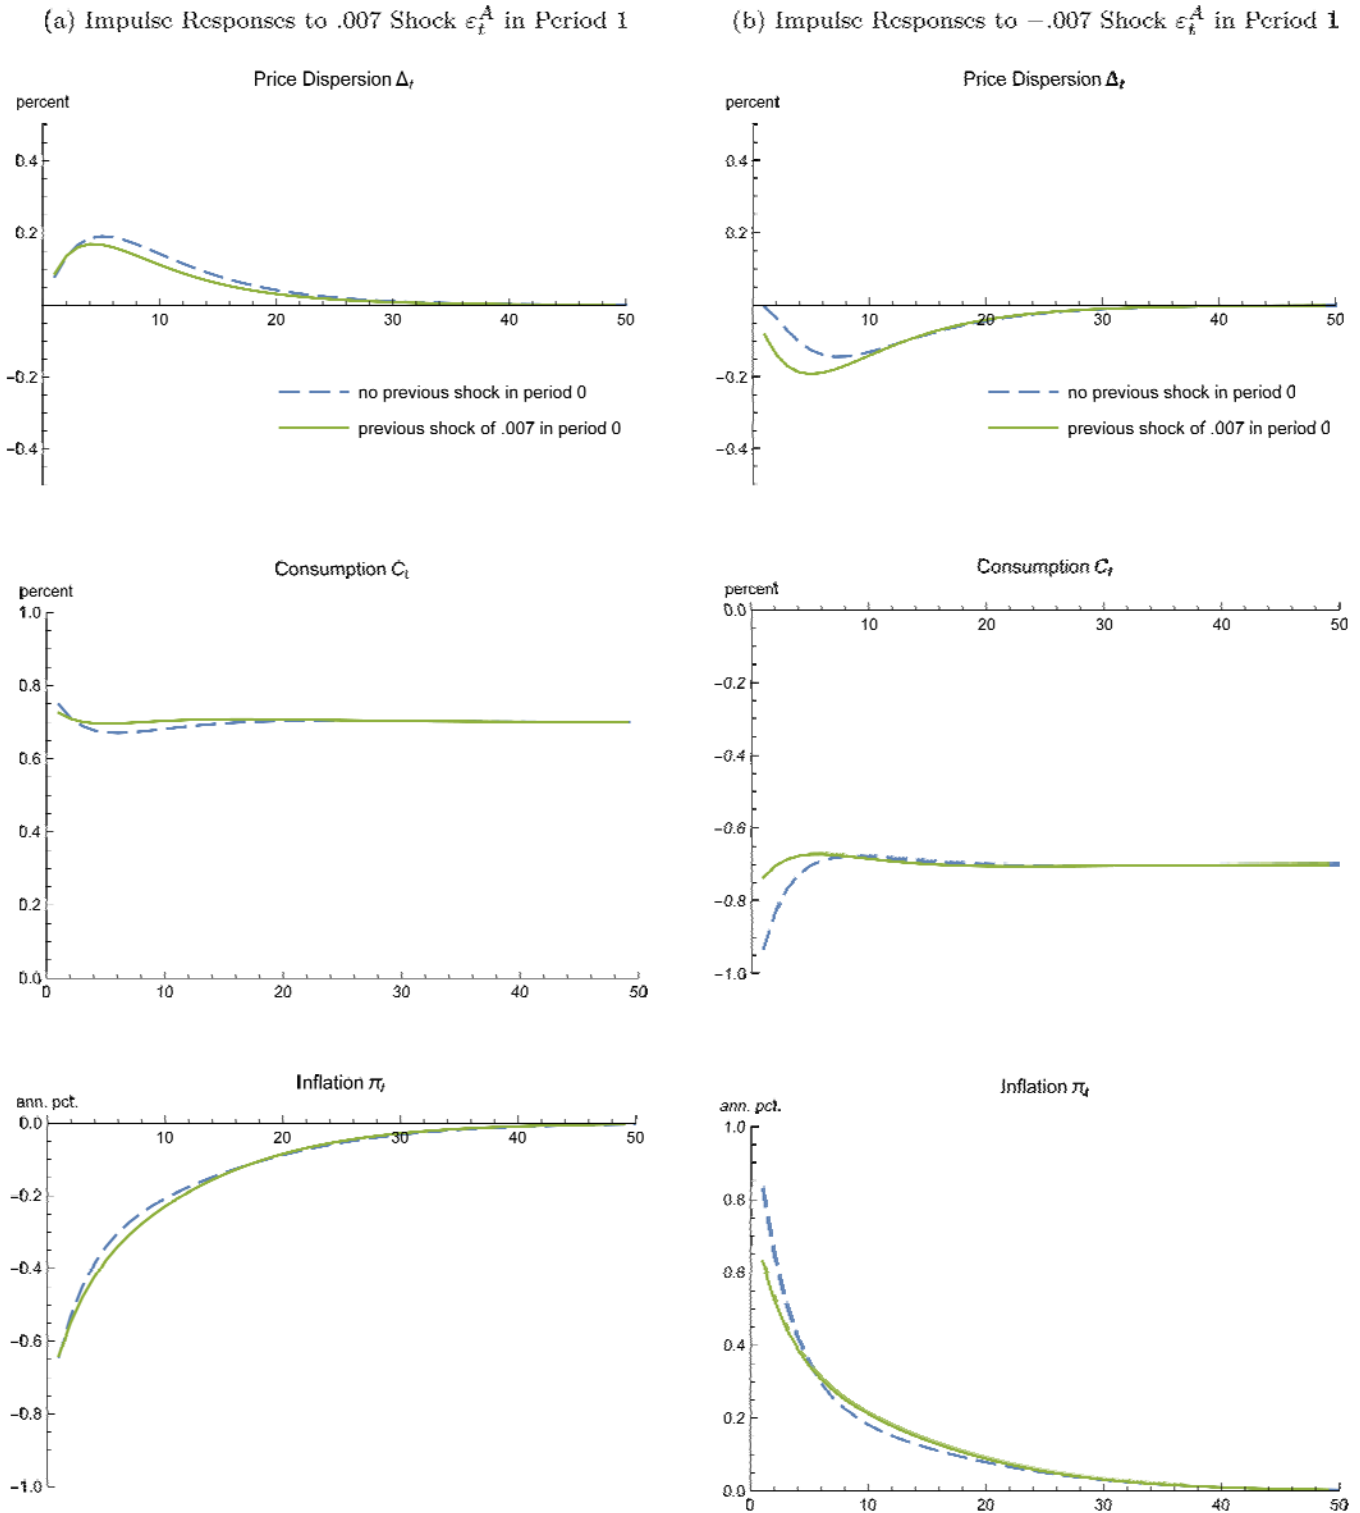 (a) Impulse Responses to .007 Shock ε_t^A in Period 1
(b) Impulse Responses to −.007 Shock ε_t^A in Period 1
Price Dispersion Δ_t
percent
0.4
0.2
10 20 30 40 50
−0.2
no previous shock in period 0
previous shock of .007 in period 0
−0.4
Price Dispersion Δ_t
percent
0.4
0.2
10 20 30 40 50
−0.2
no previous shock in period 0
previous shock of .007 in period 0
−0.4
Consumption C_t
percent
1.0
0.8
0.6
0.4
0.2
0.0
0 10 20 30 40 50
Consumption C_t
percent
0.0
10 20 30 40 50
−0.2
−0.4
−0.6
−0.8
−1.0
Inflation π_t
ann. pct.
0.0
10 20 30 40 50
−0.2
−0.4
−0.6
−0.8
−1.0
Inflation π_t
ann. pct.
1.0
0.8
0.6
0.4
0.2
0.0
0 10 20 30 40 50